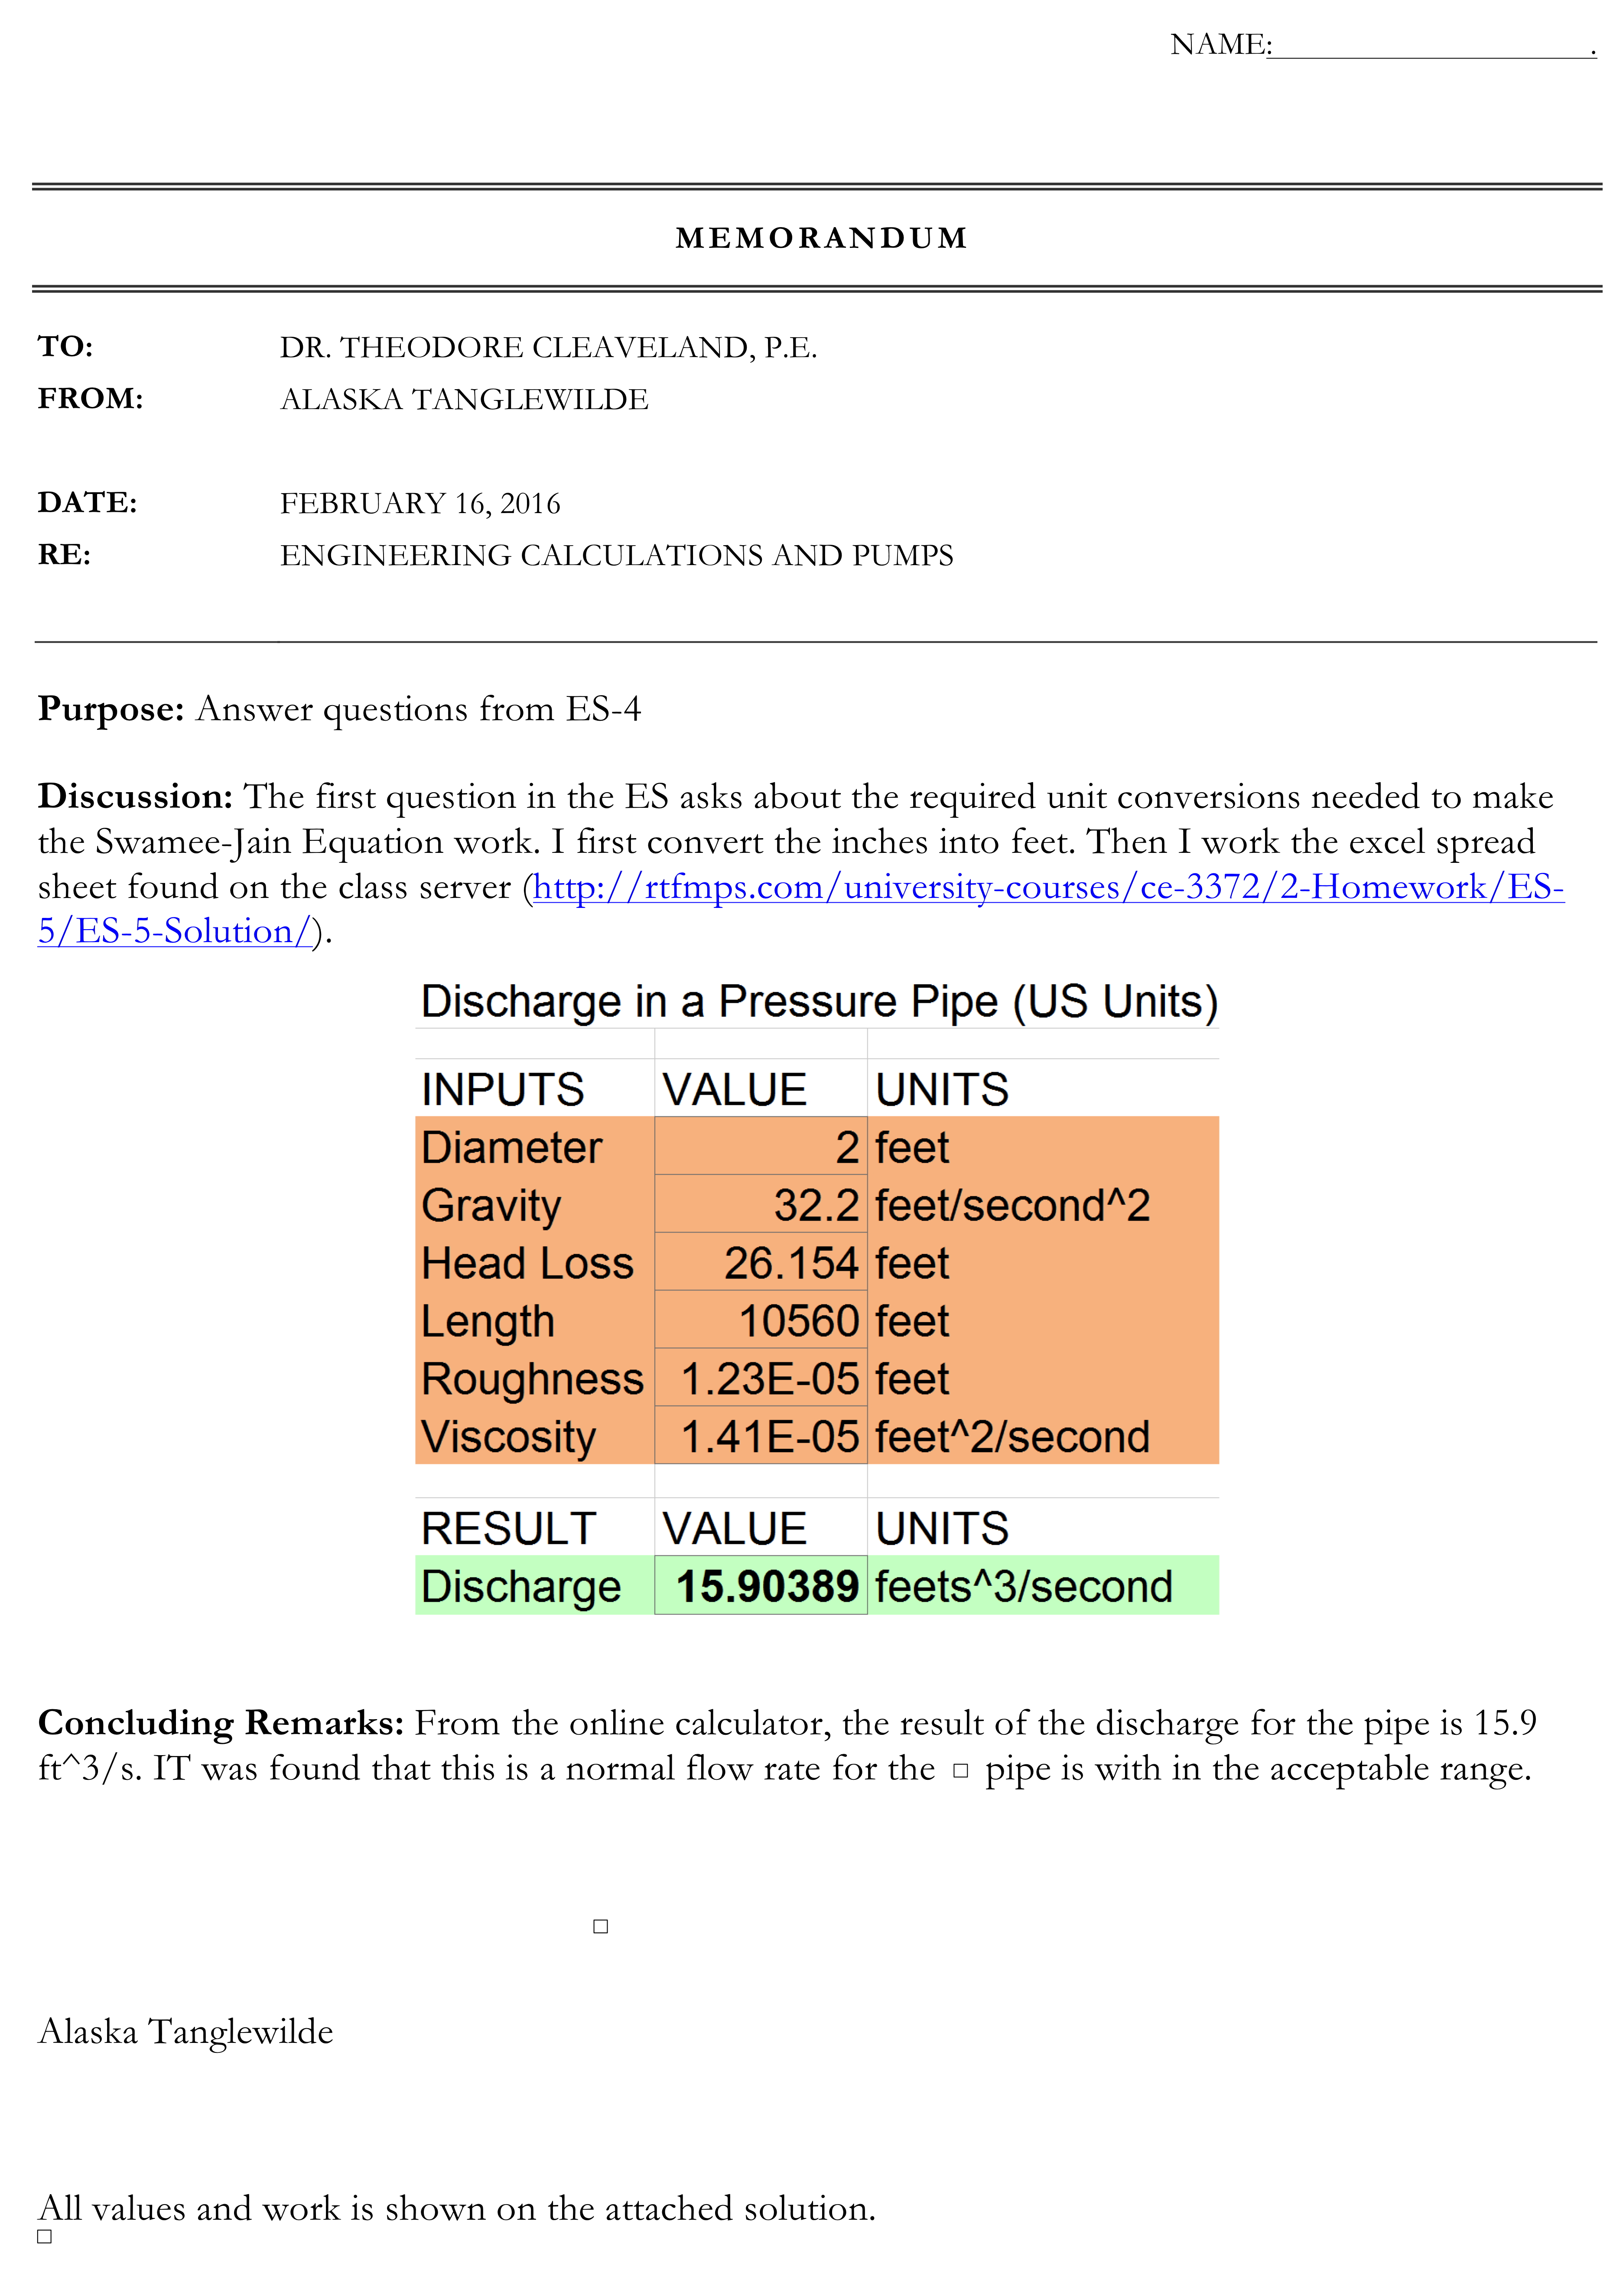 NAME: .
MEMORANDUM
TO: DR. THEODORE CLEAVELAND, P.E.
FROM: ALASKA TANGLEWILDE
DATE: FEBRUARY 16, 2016
RE: ENGINEERING CALCULATIONS AND PUMPS
Purpose: Answer questions from ES-4
Discussion: The first question in the ES asks about the required unit conversions needed to make
the Swamee-Jain Equation work. I first convert the inches into feet. Then I work the excel spread
sheet found on the class server (http://rtfmps.com/university-courses/ce-3372/2-Homework/ES-
5/ES-5-Solution/).
Discharge in a Pressure Pipe (US Units)
INPUTS VALUE UNITS
Diameter 2 feet
Gravity 32.2 feet/second^2
Head Loss 26.154 feet
Length 10560 feet
Roughness 1.23E-05 feet
Viscosity 1.41E-05 feet^2/second
RESULT VALUE UNITS
Discharge 15.90389 feets^3/second
Concluding Remarks: From the online calculator, the result of the discharge for the pipe is 15.9
ft^3/s. IT was found that this is a normal flow rate for the □ pipe is with in the acceptable range.
□
Alaska Tanglewilde
All values and work is shown on the attached solution.
□